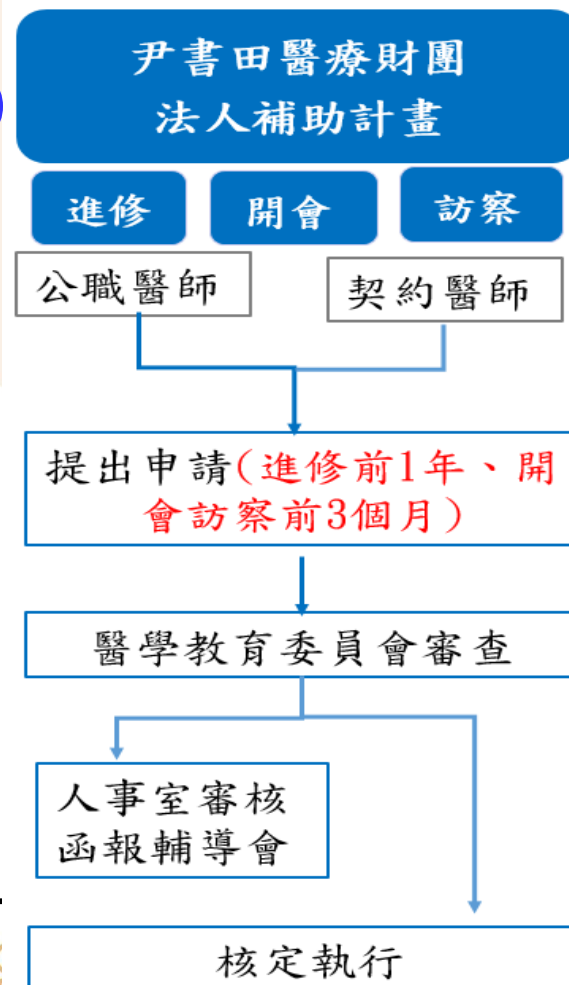 尹書田醫療財團
法人補助計畫
進修
開會
訪察
公職醫師
契約醫師
提出申請(進修前1年、開
會訪察前3個月)
醫學教育委員會審查
人事室審核
函報輔導會
核定執行